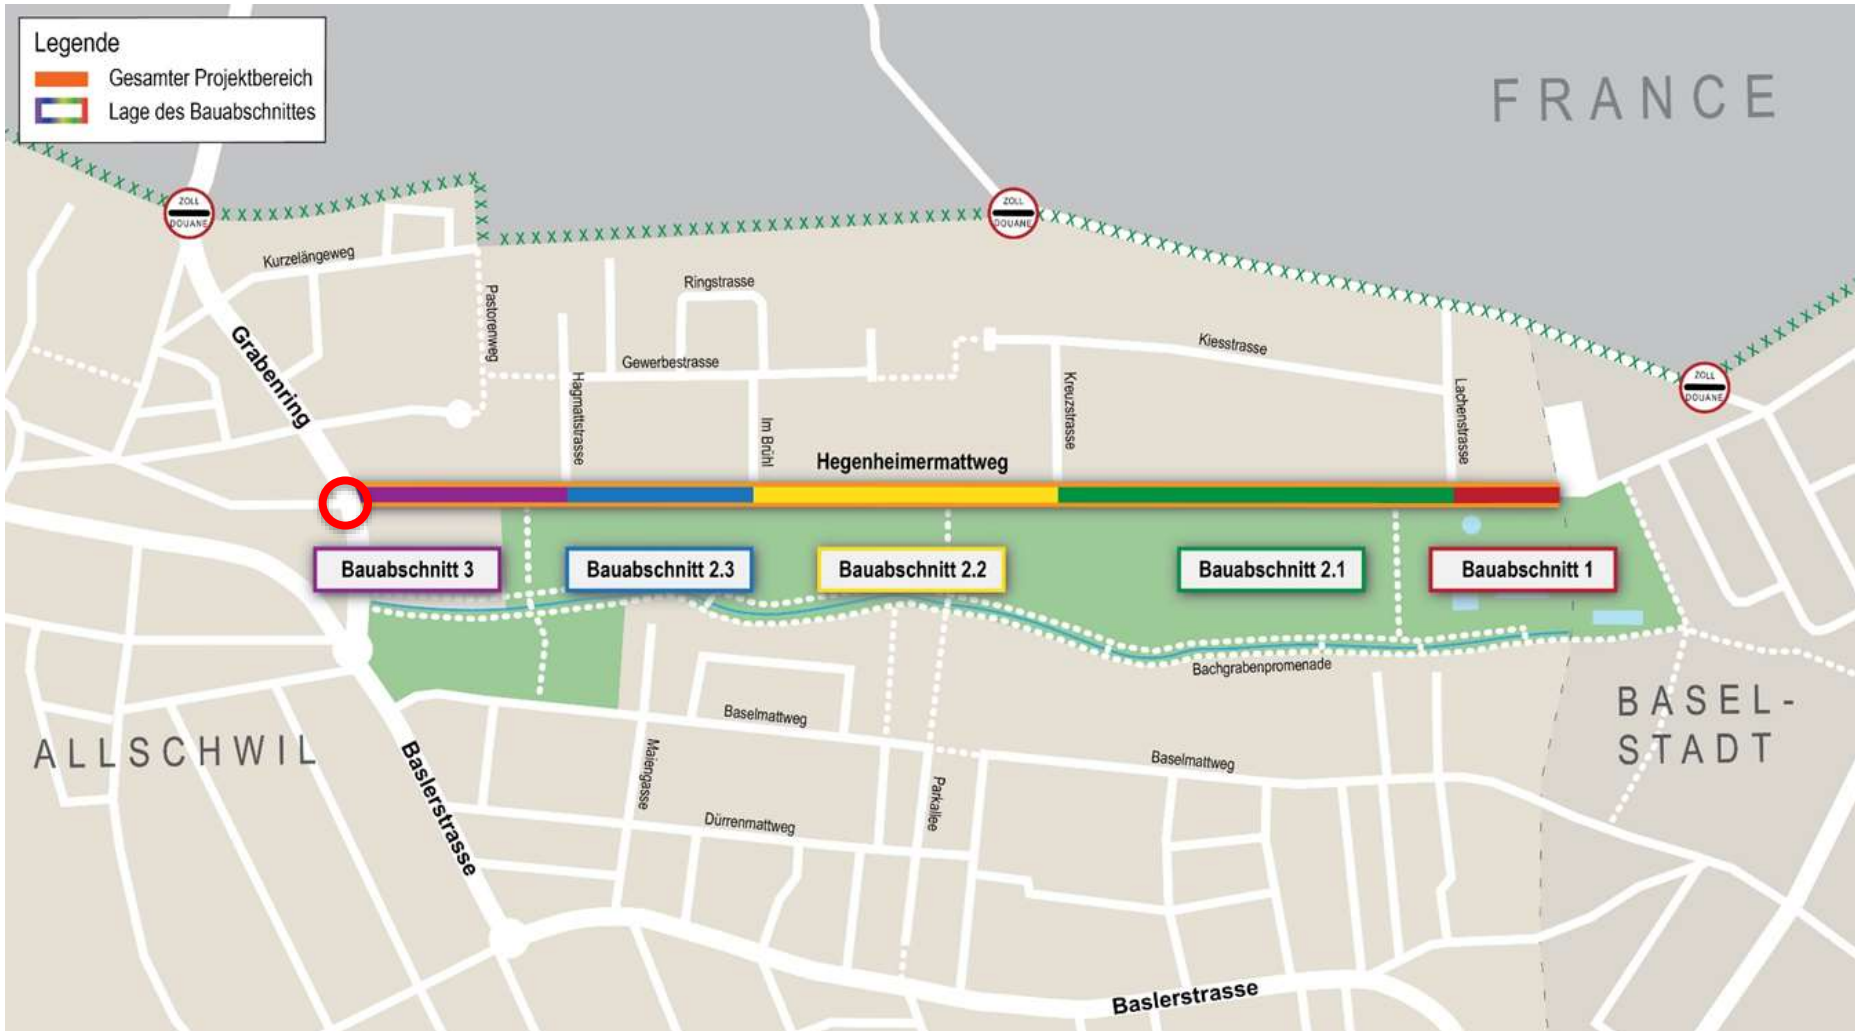 Legende
Gesamter Projektbereich
Lage des Bauabschnittes
FRANCE
ZOLL
DOUANE
ZOLL
DOUANE
Kurzelängeweg
Ringstrasse
Pastorenweg
Grabenring
Gewerbestrasse
Kiesstrasse
ZOLL
DOUANE
Hagmattstrasse
Im Brühl
Kreuzstrasse
Lachenstrasse
Hegenheimermattweg
Bauabschnitt 3
Bauabschnitt 2.3
Bauabschnitt 2.2
Bauabschnitt 2.1
Bauabschnitt 1
Bachgrabenpromenade
BASEL-
STADT
ALLSCHWIL
Baselmattweg
Baselmattweg
Maiengasse
Parkallee
Baslerstrasse
Dürrenmattweg
Baslerstrasse